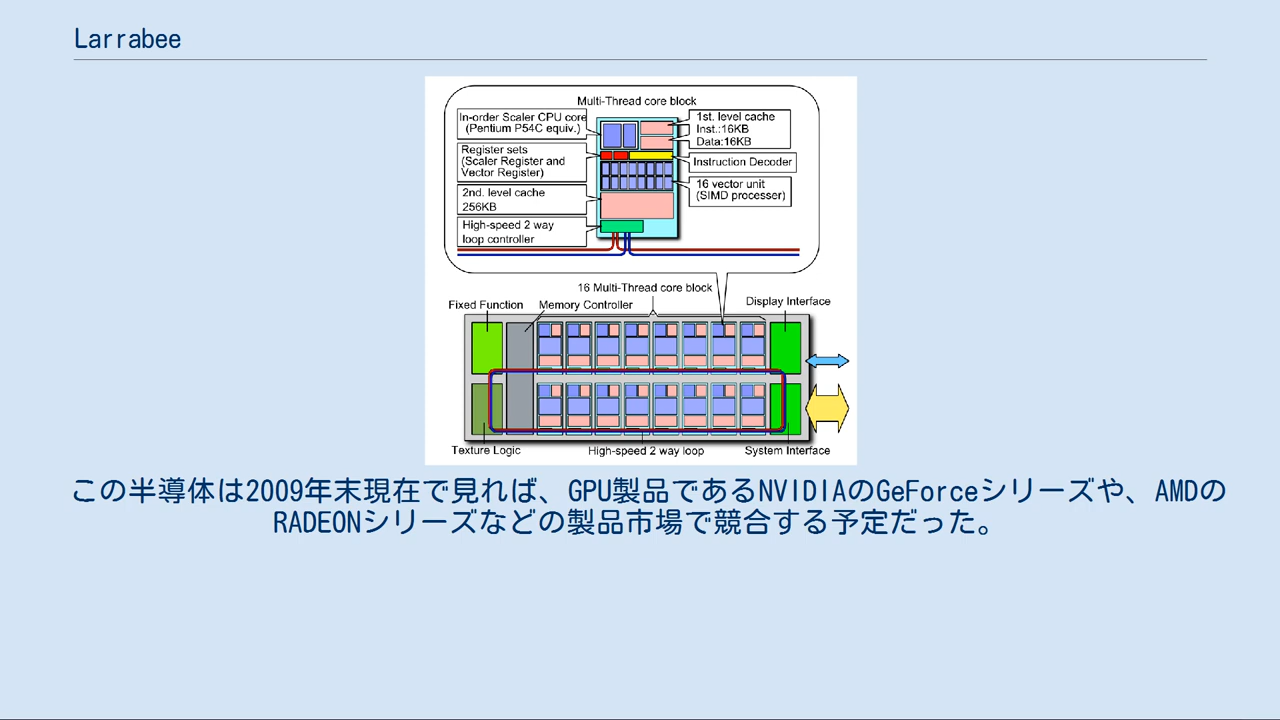 Larrabee
Multi-Thread core block
In-order Scaler CPU core
(Pentium P54C equiv.)
Register sets
(Scaler Register and
Vector Register)
2nd. level cache
256KB
High-speed 2 way
loop controller
1st. level cache
Inst.:16KB
Data:16KB
Instruction Decoder
16 vector unit
(SIMD processer)
16 Multi-Thread core block
Fixed Function
Memory Controller
Display Interface
Texture Logic
High-speed 2 way loop
System Interface
この半導体は2009年末現在で見れば、GPU製品であるNVIDIAのGeForceシリーズや、AMDの
RADEONシリーズなどの製品市場で競合する予定だった。